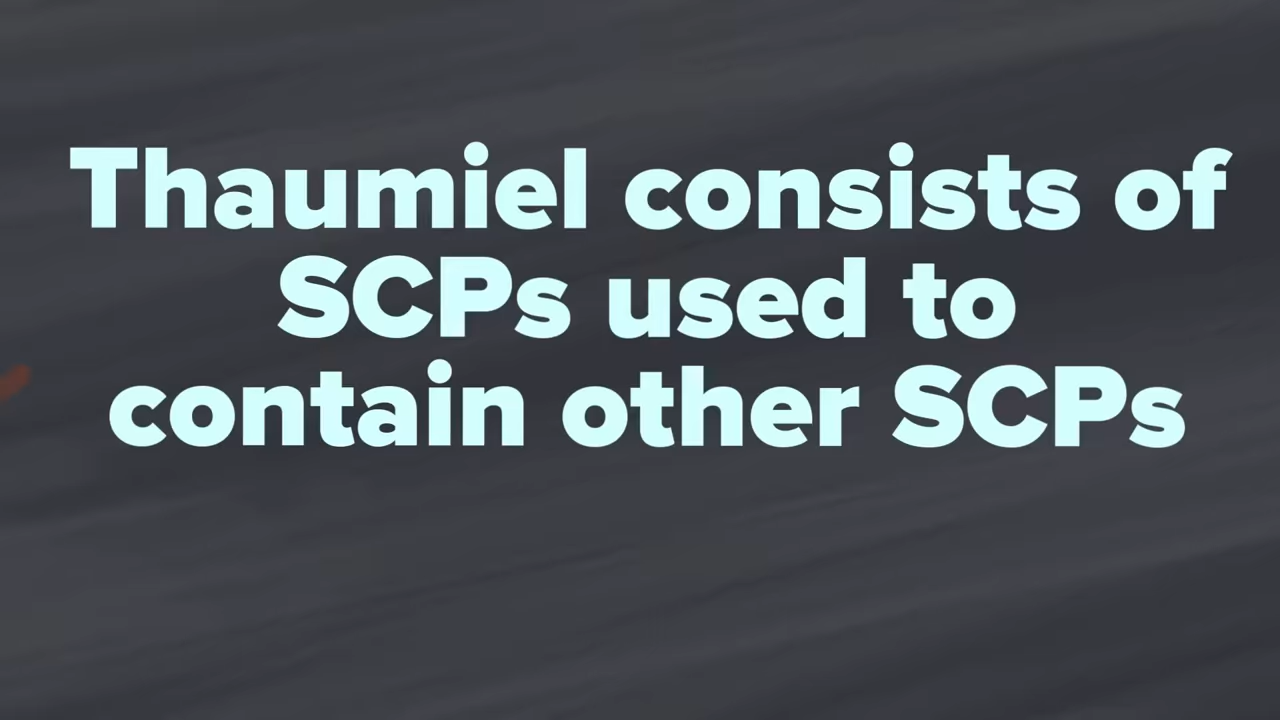 Thaumiel consists of
SCPs used to
contain other SCPs